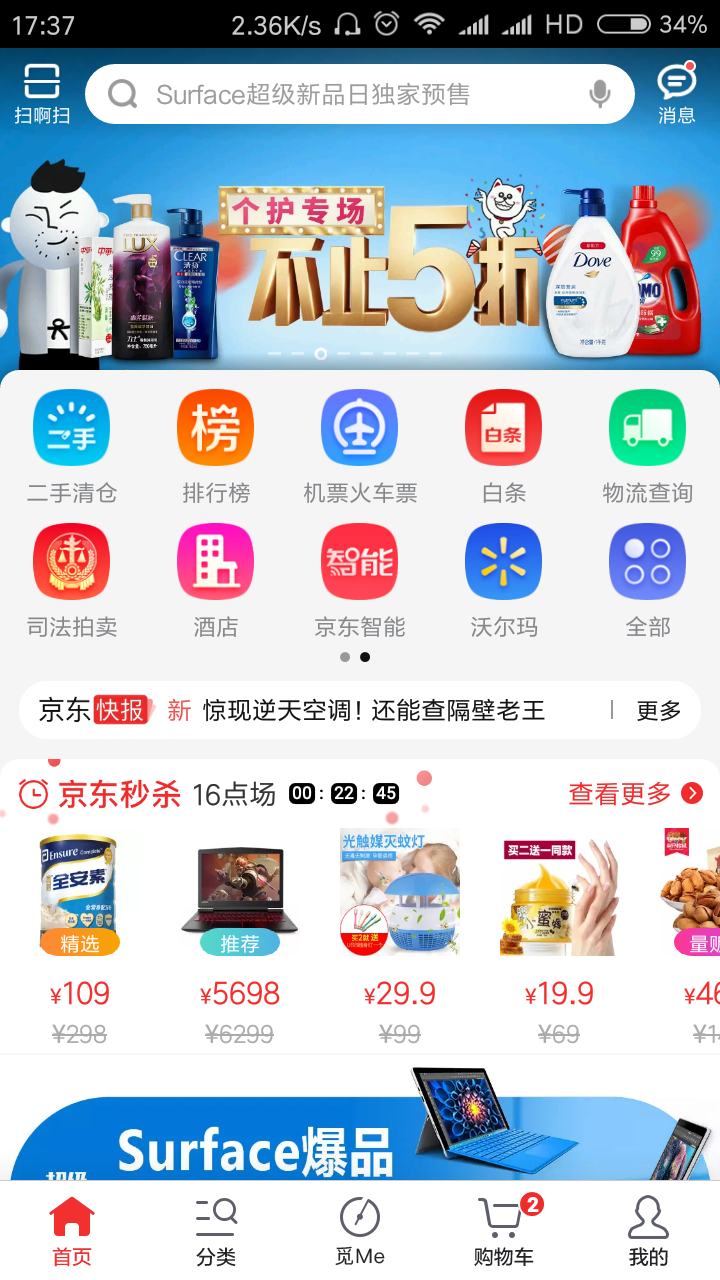 17:37 2.36K/s HD 34%
扫啊扫
Surface超级新品日独家预售
消息
个护专场
不止5折
LUX
CLEAR
清扬
Dove
二手
榜
白条
二手清仓
排行榜
机票火车票
白条
物流查询
智能
司法拍卖
酒店
京东智能
沃尔玛
全部
京东快报 新 惊现逆天空调！还能查隔壁老王 | 更多
京东秒杀 16点场 00:22:45 查看更多
Ensure Complete
全安素
精选
推荐
光触媒灭蚊灯
买2就送
买二送一同款
蜜
¥109
¥5698
¥29.9
¥19.9
¥298
¥6299
¥99
¥69
Surface爆品
首页
分类
觅Me
2
购物车
我的